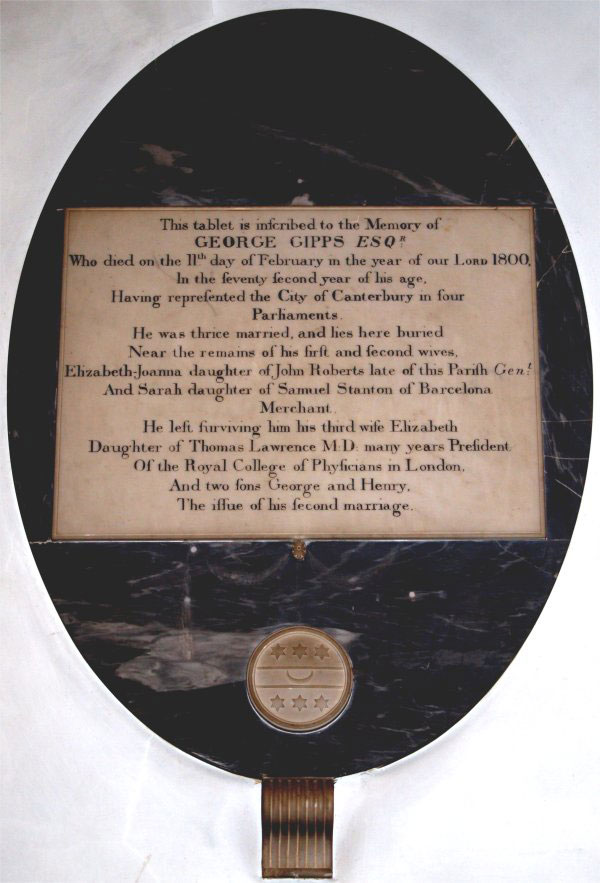 This tablet is inſcribed to the Memory of
GEORGE GIPPS ESQR
Who died on the 11th day of February in the year of our LORD 1800,
In the ſeventy ſecond year of his age,
Having repreſented the City of Canterbury in four
Parliaments.
He was thrice married, and lies here buried
Near the remains of his firſt and ſecond wives,
Elizabeth-Joanna daughter of John Roberts late of this Pariſh Gent.
And Sarah daughter of Samuel Stanton of Barcelona
Merchant.
He left ſurviving him his third wife Elizabeth
Daughter of Thomas Lawrence M:D: many years Preſident
Of the Royal College of Phyſicians in London,
And two ſons George and Henry,
The iſſue of his ſecond marriage.